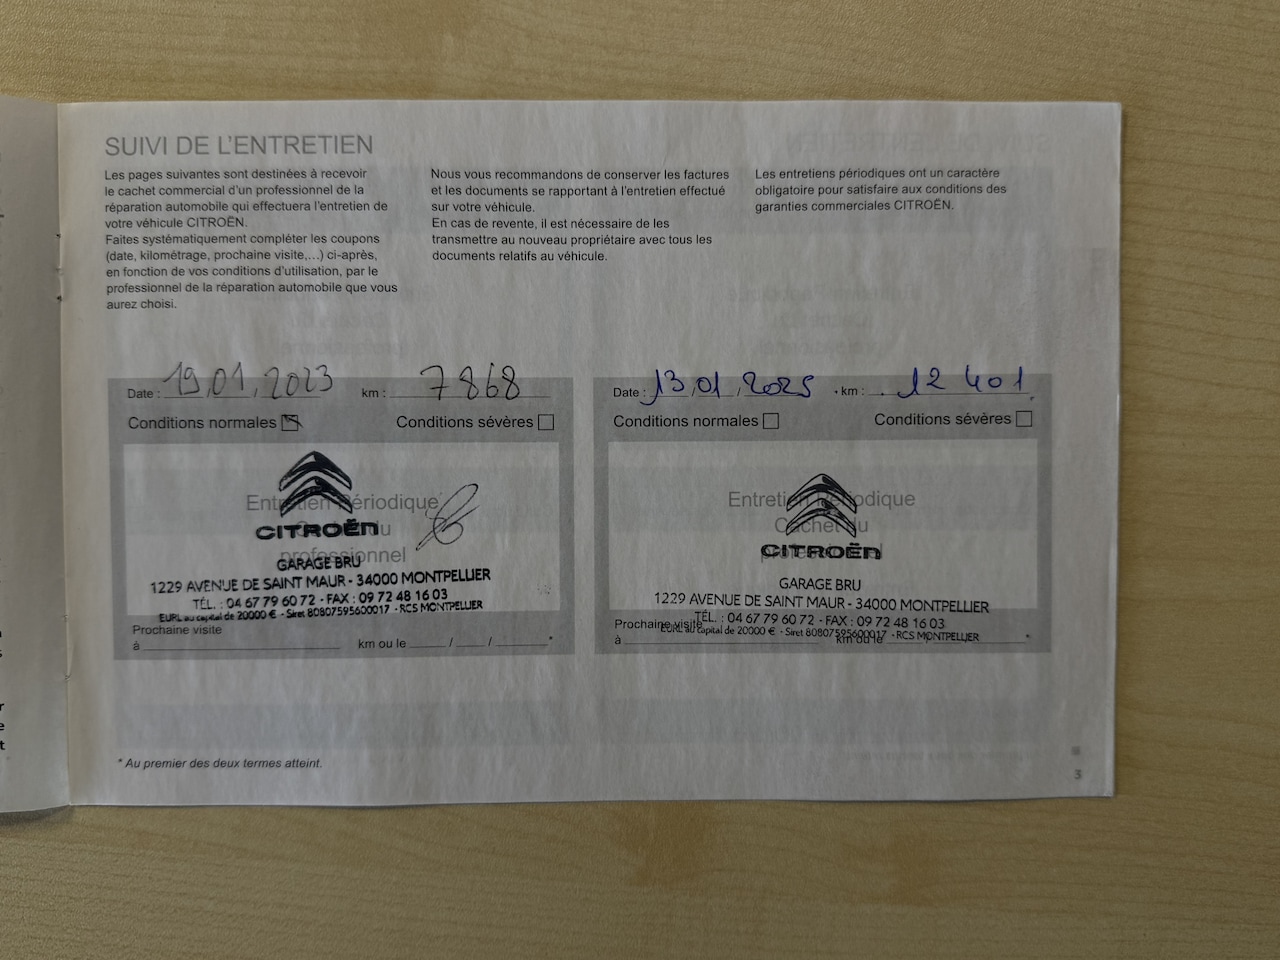 SUIVI DE L'ENTRETIEN
Les pages suivantes sont destinées à recevoir
le cachet commercial d'un professionnel de la
réparation automobile qui effectuera l'entretien de
votre véhicule CITROËN.
Faites systématiquement compléter les coupons
(date, kilométrage, prochaine visite,...) ci-après,
en fonction de vos conditions d'utilisation, par le
professionnel de la réparation automobile que vous
aurez choisi.
Nous vous recommandons de conserver les factures
et les documents se rapportant à l'entretien effectué
sur votre véhicule.
En cas de revente, il est nécessaire de les
transmettre au nouveau propriétaire avec tous les
documents relatifs au véhicule.
Les entretiens périodiques ont un caractère
obligatoire pour satisfaire aux conditions des
garanties commerciales CITROËN.
Date : 19.01.2023 km : 7868
Conditions normales Conditions sévères
Entretien Périodique
Cachet du
professionnel
CITROËN
GARAGE BRU
1229 AVENUE DE SAINT MAUR - 34000 MONTPELLIER
TÉL. : 04 67 79 60 72 - FAX : 09 72 48 16 03
EURL au capital de 20000 € - Siret 80807595600017 - RCS MONTPELLIER
Prochaine visite
à km ou le / / *
Date : 13.01.2025 km : 12 401
Conditions normales Conditions sévères
Entretien Périodique
Cachet du
professionnel
CITROËN
GARAGE BRU
1229 AVENUE DE SAINT MAUR - 34000 MONTPELLIER
TÉL. : 04 67 79 60 72 - FAX : 09 72 48 16 03
EURL au capital de 20000 € - Siret 80807595600017 - RCS MONTPELLIER
Prochaine visite
à km ou le *
* Au premier des deux termes atteint.
3